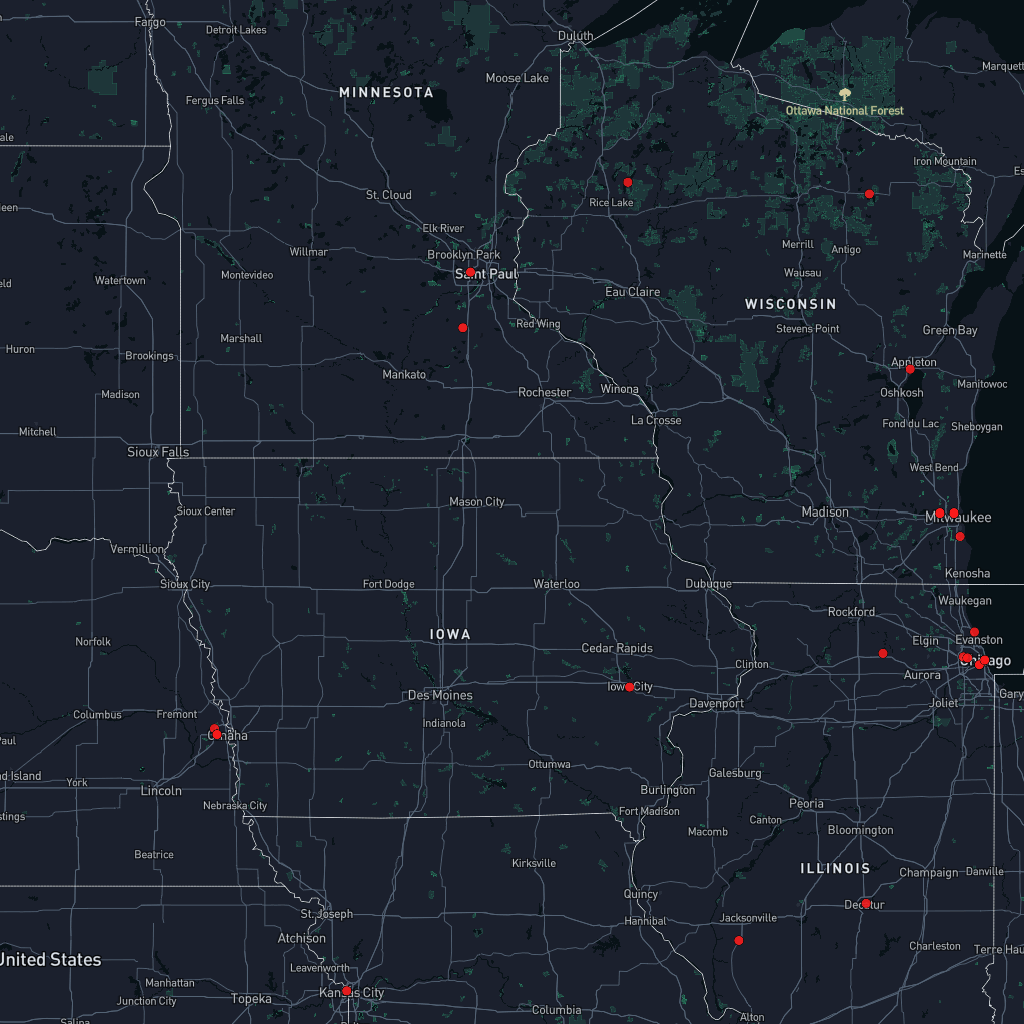 Fargo
Detroit Lakes
Duluth
Marquett
Moose Lake
MINNESOTA
Fergus Falls
Ottawa National Forest
ale
Iron Mountain
Es
St. Cloud
Rice Lake
een
Elk River
Merrill
Antigo
Willmar
Brooklyn Park
Marinette
Montevideo
Saint Paul
Wausau
Watertown
eld
Eau Claire
WISCONSIN
Red Wing
Stevens Point
Green Bay
Marshall
Huron
Brookings
Appleton
Mankato
Manitowoc
Madison
Rochester
Winona
Oshkosh
La Crosse
Fond du Lac
Sheboygan
Mitchell
Sioux Falls
West Bend
Mason City
Sioux Center
Madison
Milwaukee
Vermillion
Kenosha
Sioux City
Fort Dodge
Waterloo
Dubuque
Waukegan
Rockford
IOWA
Norfolk
Elgin
Evanston
Cedar Rapids
Clinton
Chicago
Aurora
Iowa City
Gary
Des Moines
Davenport
Joliet
Columbus
Fremont
Indianola
Omaha
Paul
nd Island
York
Ottumwa
Galesburg
Lincoln
Burlington
Nebraska City
Fort Madison
Peoria
stings
Canton
Macomb
Bloomington
Beatrice
Kirksville
ILLINOIS
Champaign
Danville
Quincy
Decatur
St. Joseph
Hannibal
Jacksonville
Atchison
Charleston
Terre Hau
United States
Leavenworth
Manhattan
Kansas City
Junction City
Topeka
Columbia
Alton
Salina